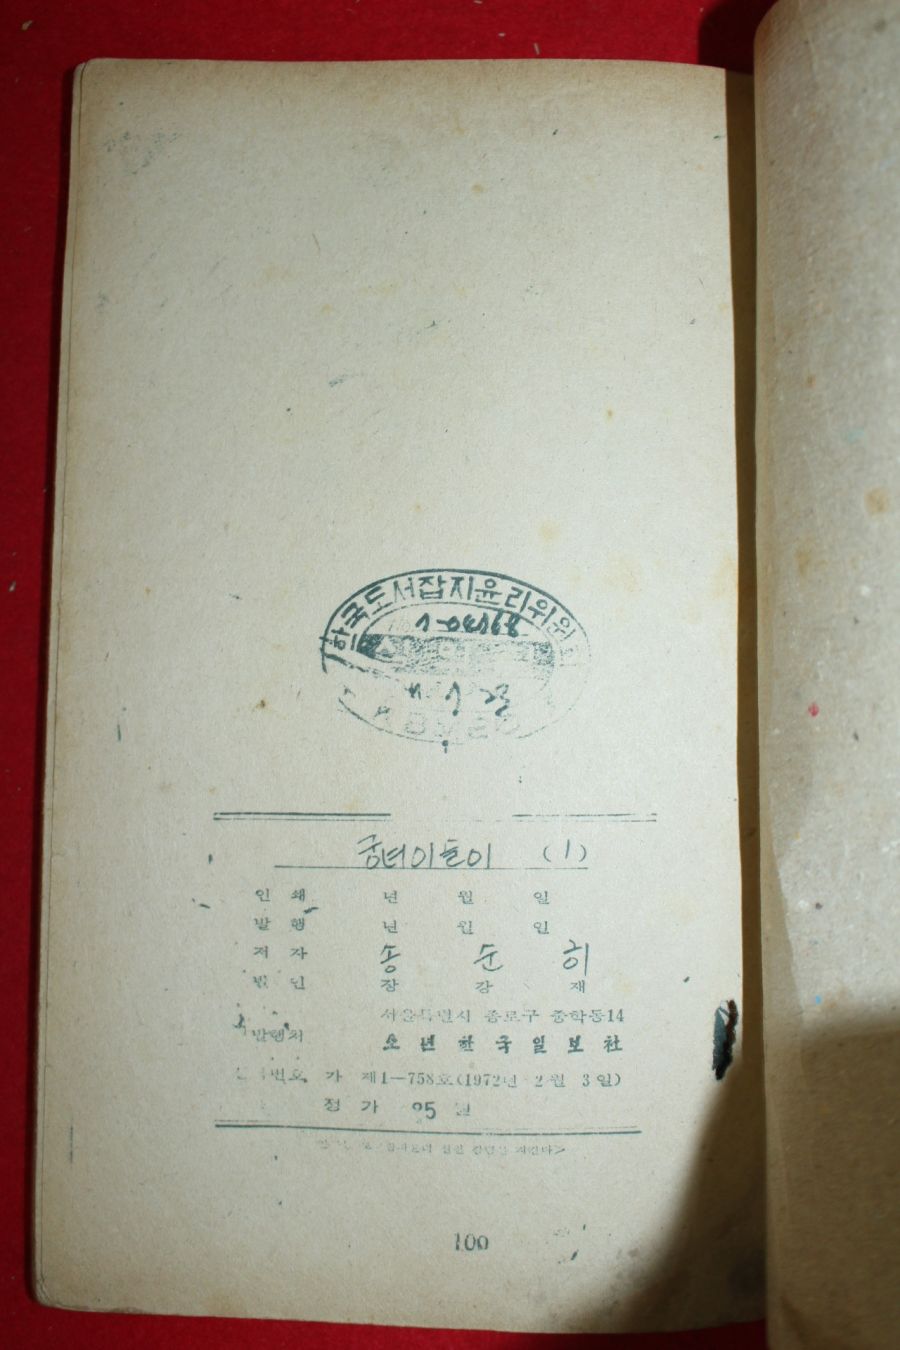 한국도서잡지윤리위원
궁녀이돌이 (1)
인 쇄 년 월 일
발 행 년 월 인
저 자 송 순 히
발 인 장 강 재
서울특별시 종로구 중학동14
발행처 소년한국일보社
번호 가 제1—758호(1972년 2월 3일)
정 가 95 원
100